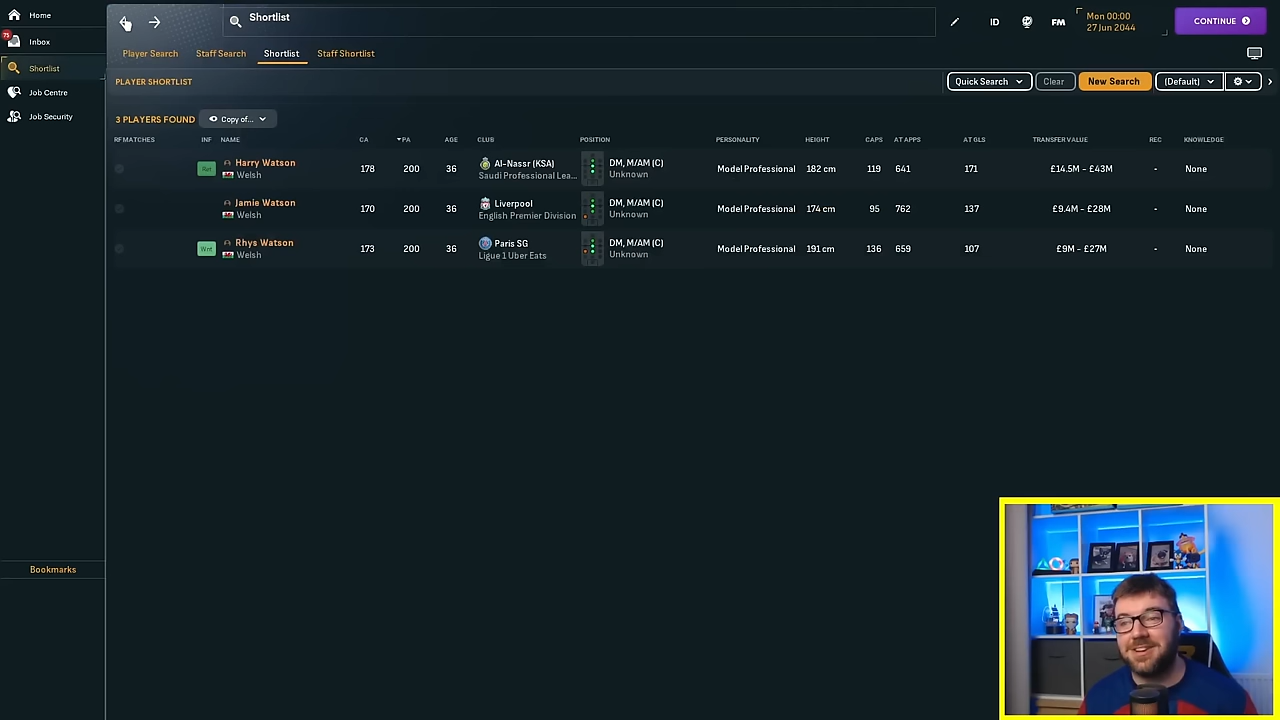 Home
Inbox
75
Shortlist
Job Centre
Job Security
Bookmarks
Shortlist
ID
FM
Mon 00:00
27 Jun 2044
CONTINUE
Player Search
Staff Search
Shortlist
Staff Shortlist
PLAYER SHORTLIST
Quick Search
Clear
New Search
(Default)
3 PLAYERS FOUND
Copy of...
RF MATCHES INF NAME CA PA AGE CLUB POSITION PERSONALITY HEIGHT CAPS AT APPS AT GLS TRANSFER VALUE REC KNOWLEDGE
Harry Watson 178 200 36 Al-Nassr (KSA) DM, M/AM (C) Model Professional 182 cm 119 641 171 £14.5M - £43M - None
Welsh Saudi Professional Lea... Unknown
Jamie Watson 170 200 36 Liverpool DM, M/AM (C) Model Professional 174 cm 95 762 137 £9.4M - £28M - None
Welsh English Premier Division Unknown
Wnt Rhys Watson 173 200 36 Paris SG DM, M/AM (C) Model Professional 191 cm 136 659 107 £9M - £27M - None
Welsh Ligue 1 Uber Eats Unknown